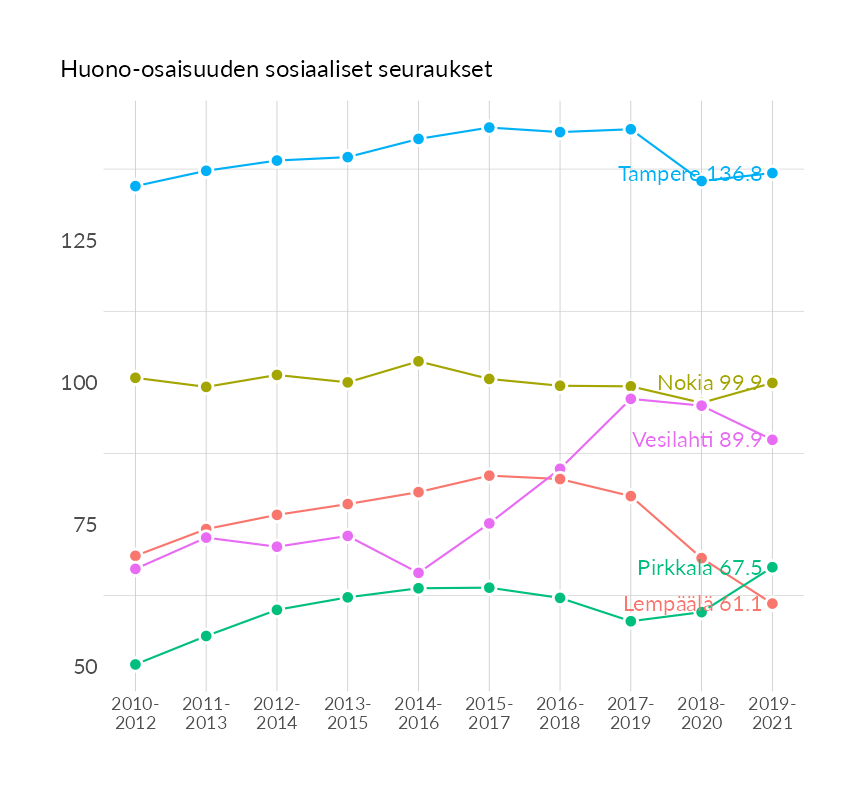 Huono-osaisuuden sosiaaliset seuraukset
Tampere 136.8
125
100
Nokia 99.9
Vesilahti 89.9
75
Pirkkala 67.5
Lempäälä 61.1
50
2010- 2011- 2012- 2013- 2014- 2015- 2016- 2017- 2018- 2019-
2012 2013 2014 2015 2016 2017 2018 2019 2020 2021